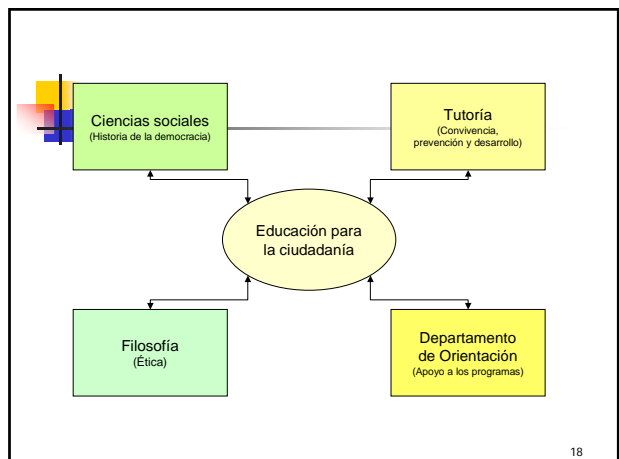 Ciencias sociales
(Historia de la democracia)
Tutoría
(Convivencia,
prevención y desarrollo)
Educación para
la ciudadanía
Filosofía
(Ética)
Departamento
de Orientación
(Apoyo a los programas)
18